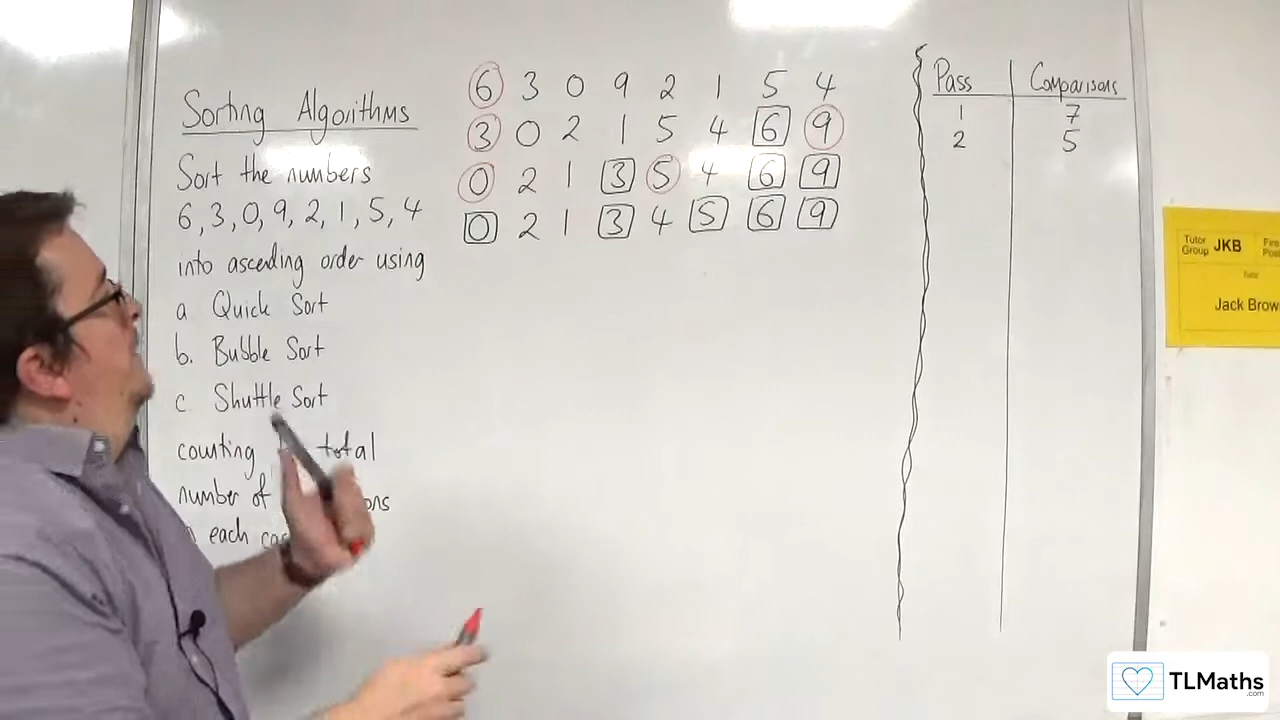 Sorting Algorithms
Sort the numbers
6, 3, 0, 9, 2, 1, 5, 4
into ascending order using
a Quick Sort
b. Bubble Sort
c Shuttle Sort
counting total
number of
each
6 3 0 9 2 1 5 4
3 0 2 1 5 4 6 9
0 2 1 3 5 4 6 9
0 2 1 3 4 5 6 9
Pass Comparisons
1 7
2 5
Tutor Group JKB
Tutor
TLMaths
.com